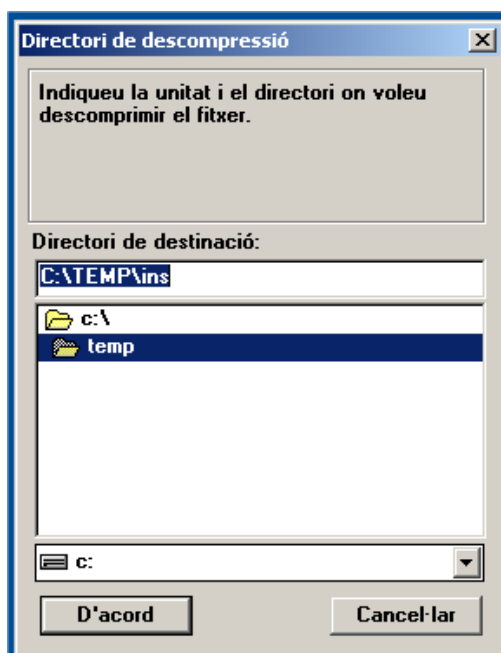 Directori de descompressió
Indiqueu la unitat i el directori on voleu
descomprimir el fitxer.
Directori de destinació:
C:\TEMP\ins
c:\
temp
c:
D'acord
Cancel·lar